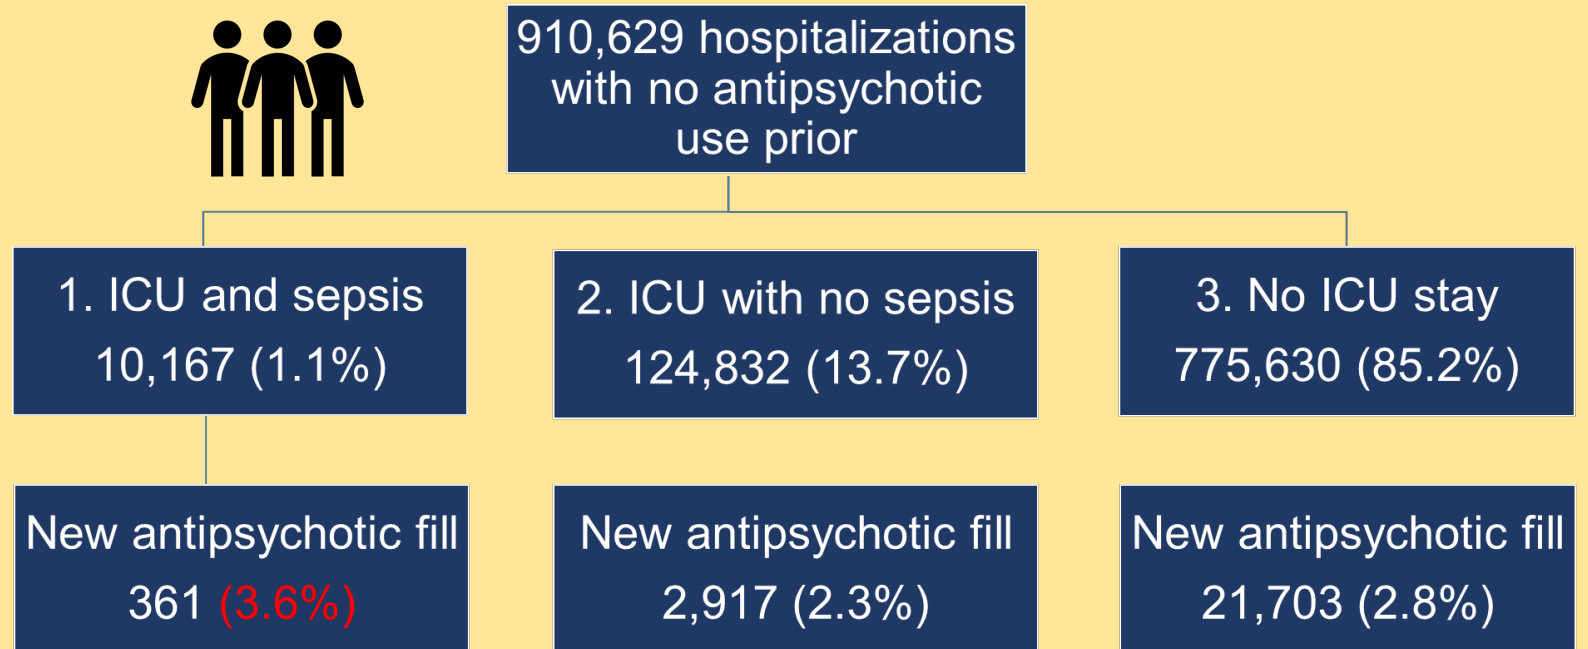 910,629 hospitalizations
with no antipsychotic
use prior
1. ICU and sepsis
10,167 (1.1%)
2. ICU with no sepsis
124,832 (13.7%)
3. No ICU stay
775,630 (85.2%)
New antipsychotic fill
361 (3.6%)
New antipsychotic fill
2,917 (2.3%)
New antipsychotic fill
21,703 (2.8%)